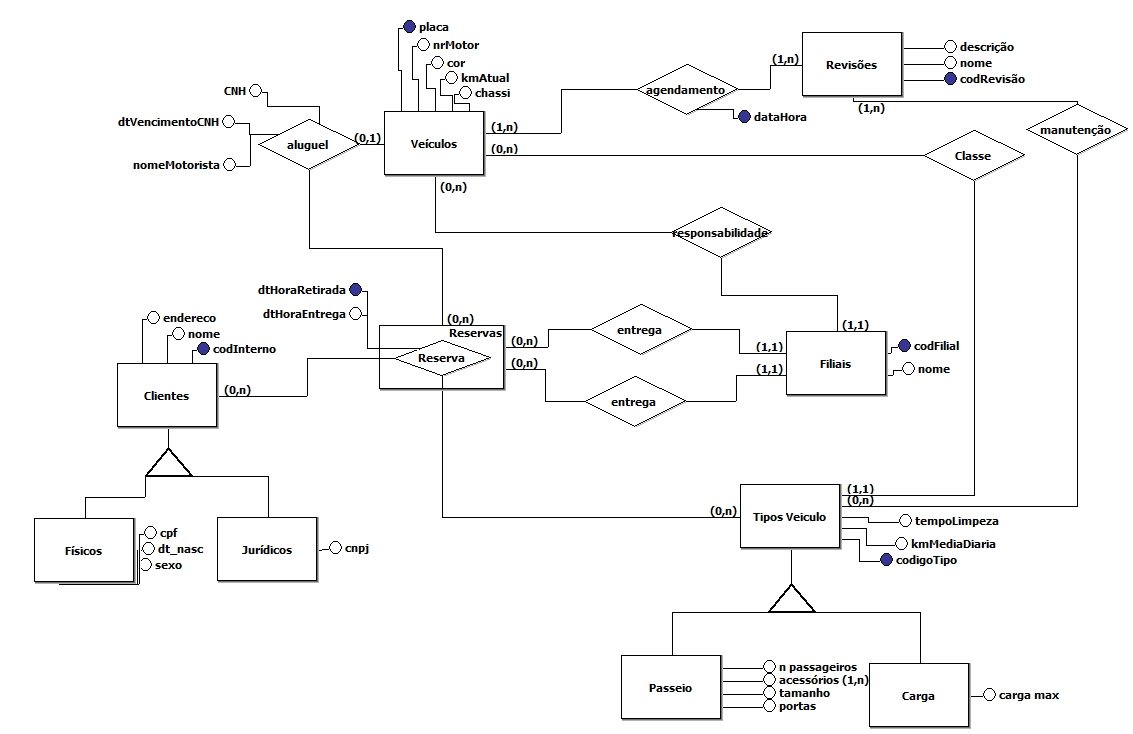 placa
nrMotor
cor
kmAtual
chassi
CNH
dtVencimentoCNH
nomeMotorista
aluguel
(0,1)
Veículos
(1,n)
(0,n)
(0,n)
agendamento
dataHora
(1,n)
Revisões
descrição
nome
codRevisão
(1,n)
manutenção
Classe
responsabilidade
dtHoraRetirada
dtHoraEntrega
(0,n)
Reservas
Reserva
(0,n)
(0,n)
entrega
entrega
(1,1)
(1,1)
(1,1)
Filiais
codFilial
nome
endereco
nome
codInterno
Clientes
(0,n)
Físicos
cpf
dt_nasc
sexo
Jurídicos
cnpj
(0,n)
Tipos Veiculo
(1,1)
(0,n)
tempoLimpeza
kmMediaDiaria
codigoTipo
Passeio
n passageiros
acessórios (1,n)
tamanho
portas
Carga
carga max